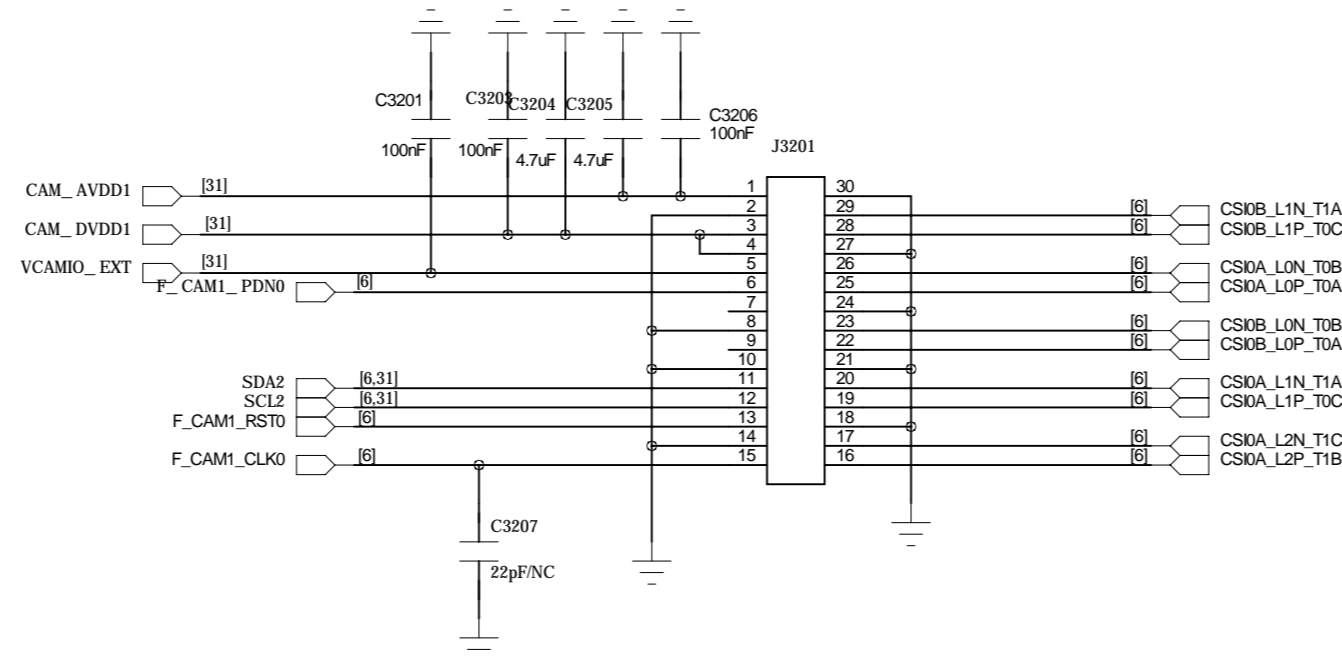 C3201
100nF
C3203
100nF
C3204
4.7uF
C3205
4.7uF
C3206
100nF
J3201
CAM_ AVDD1 [31]
CAM_ DVDD1 [31]
VCAMIO_ EXT [31]
F_ CAM1_ PDN0 [6]
SDA2 [6,31]
SCL2 [6,31]
F_CAM1_RST0 [6]
F_CAM1_CLK0 [6]
1 30
2 29 [6] CSI0B_L1N_T1A
3 28 [6] CSI0B_L1P_T0C
4 27
5 26 [6] CSI0A_L0N_T0B
6 25 [6] CSI0A_L0P_T0A
7 24
8 23 [6] CSI0B_L0N_T0B
9 22 [6] CSI0B_L0P_T0A
10 21
11 20 [6] CSI0A_L1N_T1A
12 19 [6] CSI0A_L1P_T0C
13 18
14 17 [6] CSI0A_L2N_T1C
15 16 [6] CSI0A_L2P_T1B
C3207
22pF/NC